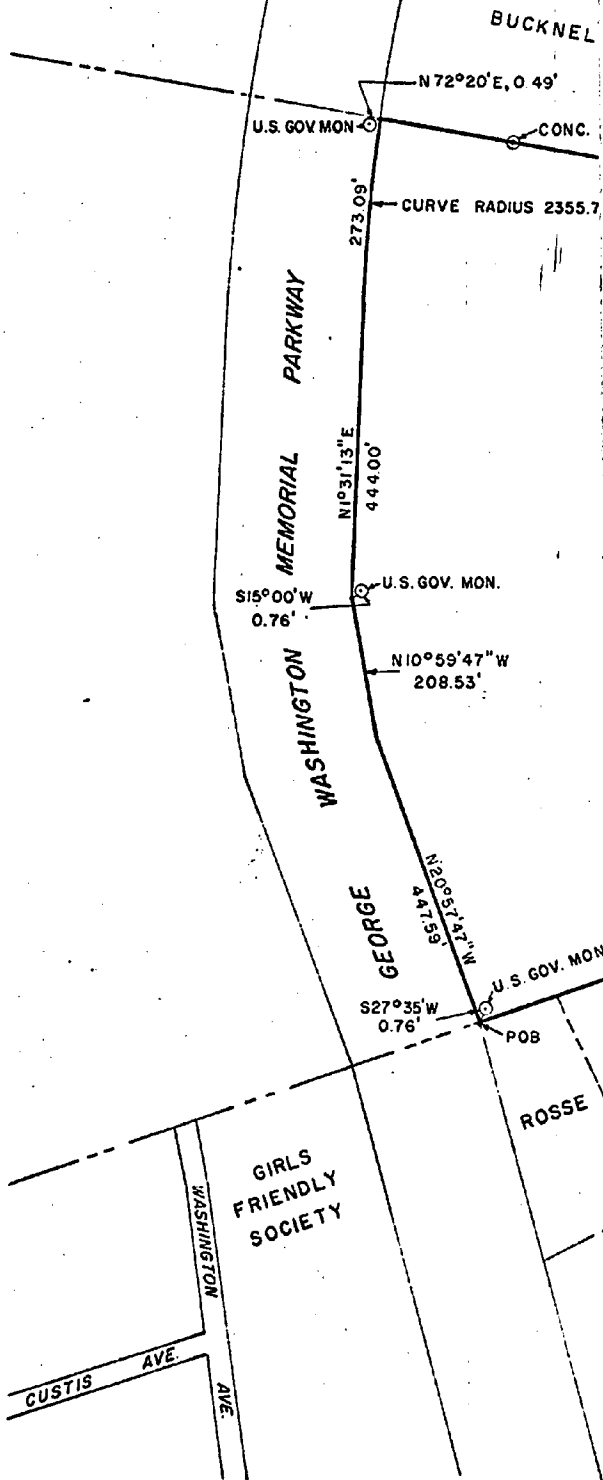 BUCKNEL
N 72°20'E, 0.49'
U.S. GOV. MON
CONC.
273.09'
CURVE RADIUS 2355.7
PARKWAY
MEMORIAL
WASHINGTON
GEORGE
N1°31'13"E
444.00'
S15°00'W
0.76'
U.S. GOV. MON.
N10°59'47"W
208.53'
N20°57'47"W
447.59'
S27°35'W
0.76'
U.S. GOV. MON
POB
ROSSE
GIRLS
FRIENDLY
SOCIETY
WASHINGTON
AVE.
CUSTIS AVE.